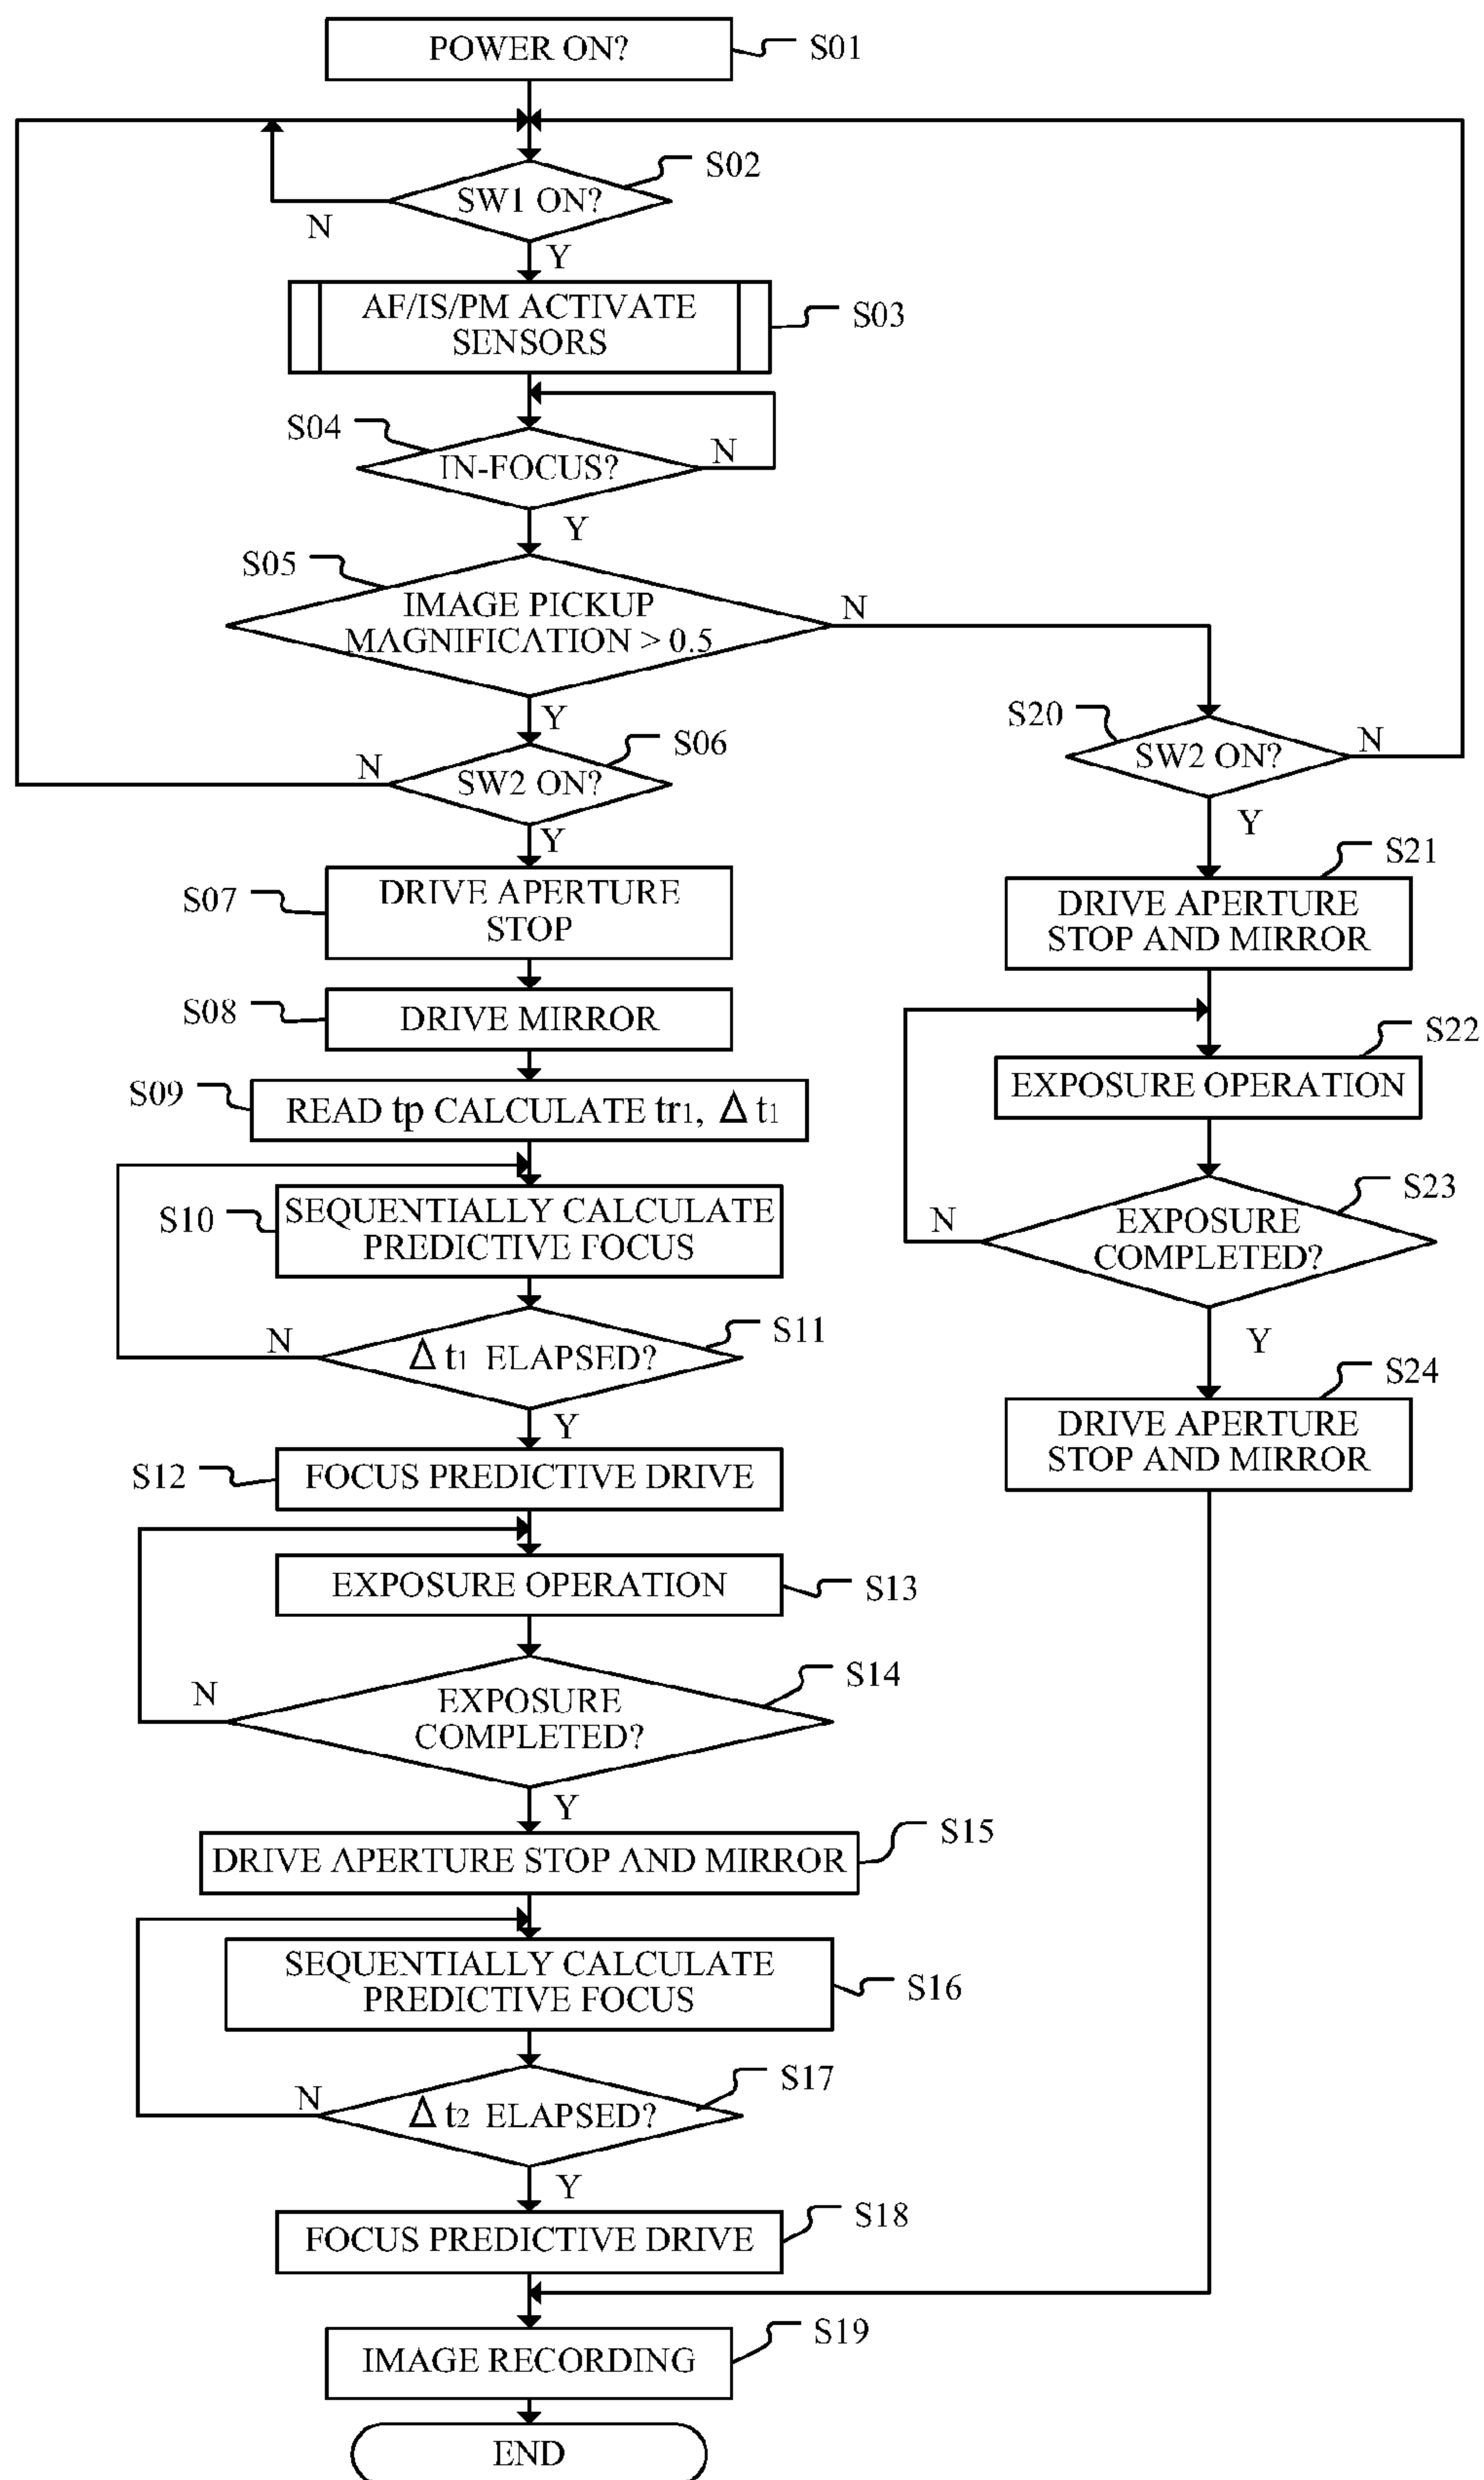 POWER ON?
S01
S02
SW1 ON?
N
Y
AF/IS/PM ACTIVATE
SENSORS
S03
S04
IN-FOCUS?
N
Y
S05
IMAGE PICKUP
MAGNIFICATION > 0.5
N
Y
S06
SW2 ON?
N
Y
S07
DRIVE APERTURE
STOP
S08
DRIVE MIRROR
S09
READ tp CALCULATE tr1, Δ t1
S10
SEQUENTIALLY CALCULATE
PREDICTIVE FOCUS
S11
N
Δ t1 ELAPSED?
Y
S12
FOCUS PREDICTIVE DRIVE
EXPOSURE OPERATION
S13
S14
N
EXPOSURE
COMPLETED?
Y
S15
DRIVE APERTURE STOP AND MIRROR
SEQUENTIALLY CALCULATE
PREDICTIVE FOCUS
S16
S17
N
Δ t2 ELAPSED?
Y
S18
FOCUS PREDICTIVE DRIVE
S19
IMAGE RECORDING
END
S20
SW2 ON?
N
Y
S21
DRIVE APERTURE
STOP AND MIRROR
S22
EXPOSURE OPERATION
S23
N
EXPOSURE
COMPLETED?
Y
S24
DRIVE APERTURE
STOP AND MIRROR